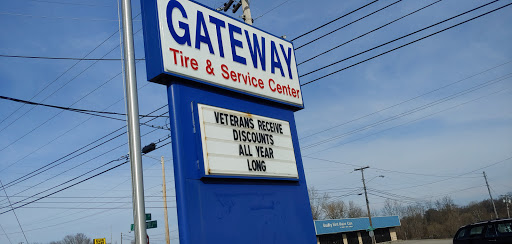 GATEWAY
Tire & Service Center
VETERANS RECEIVE
DISCOUNTS
ALL YEAR
LONG